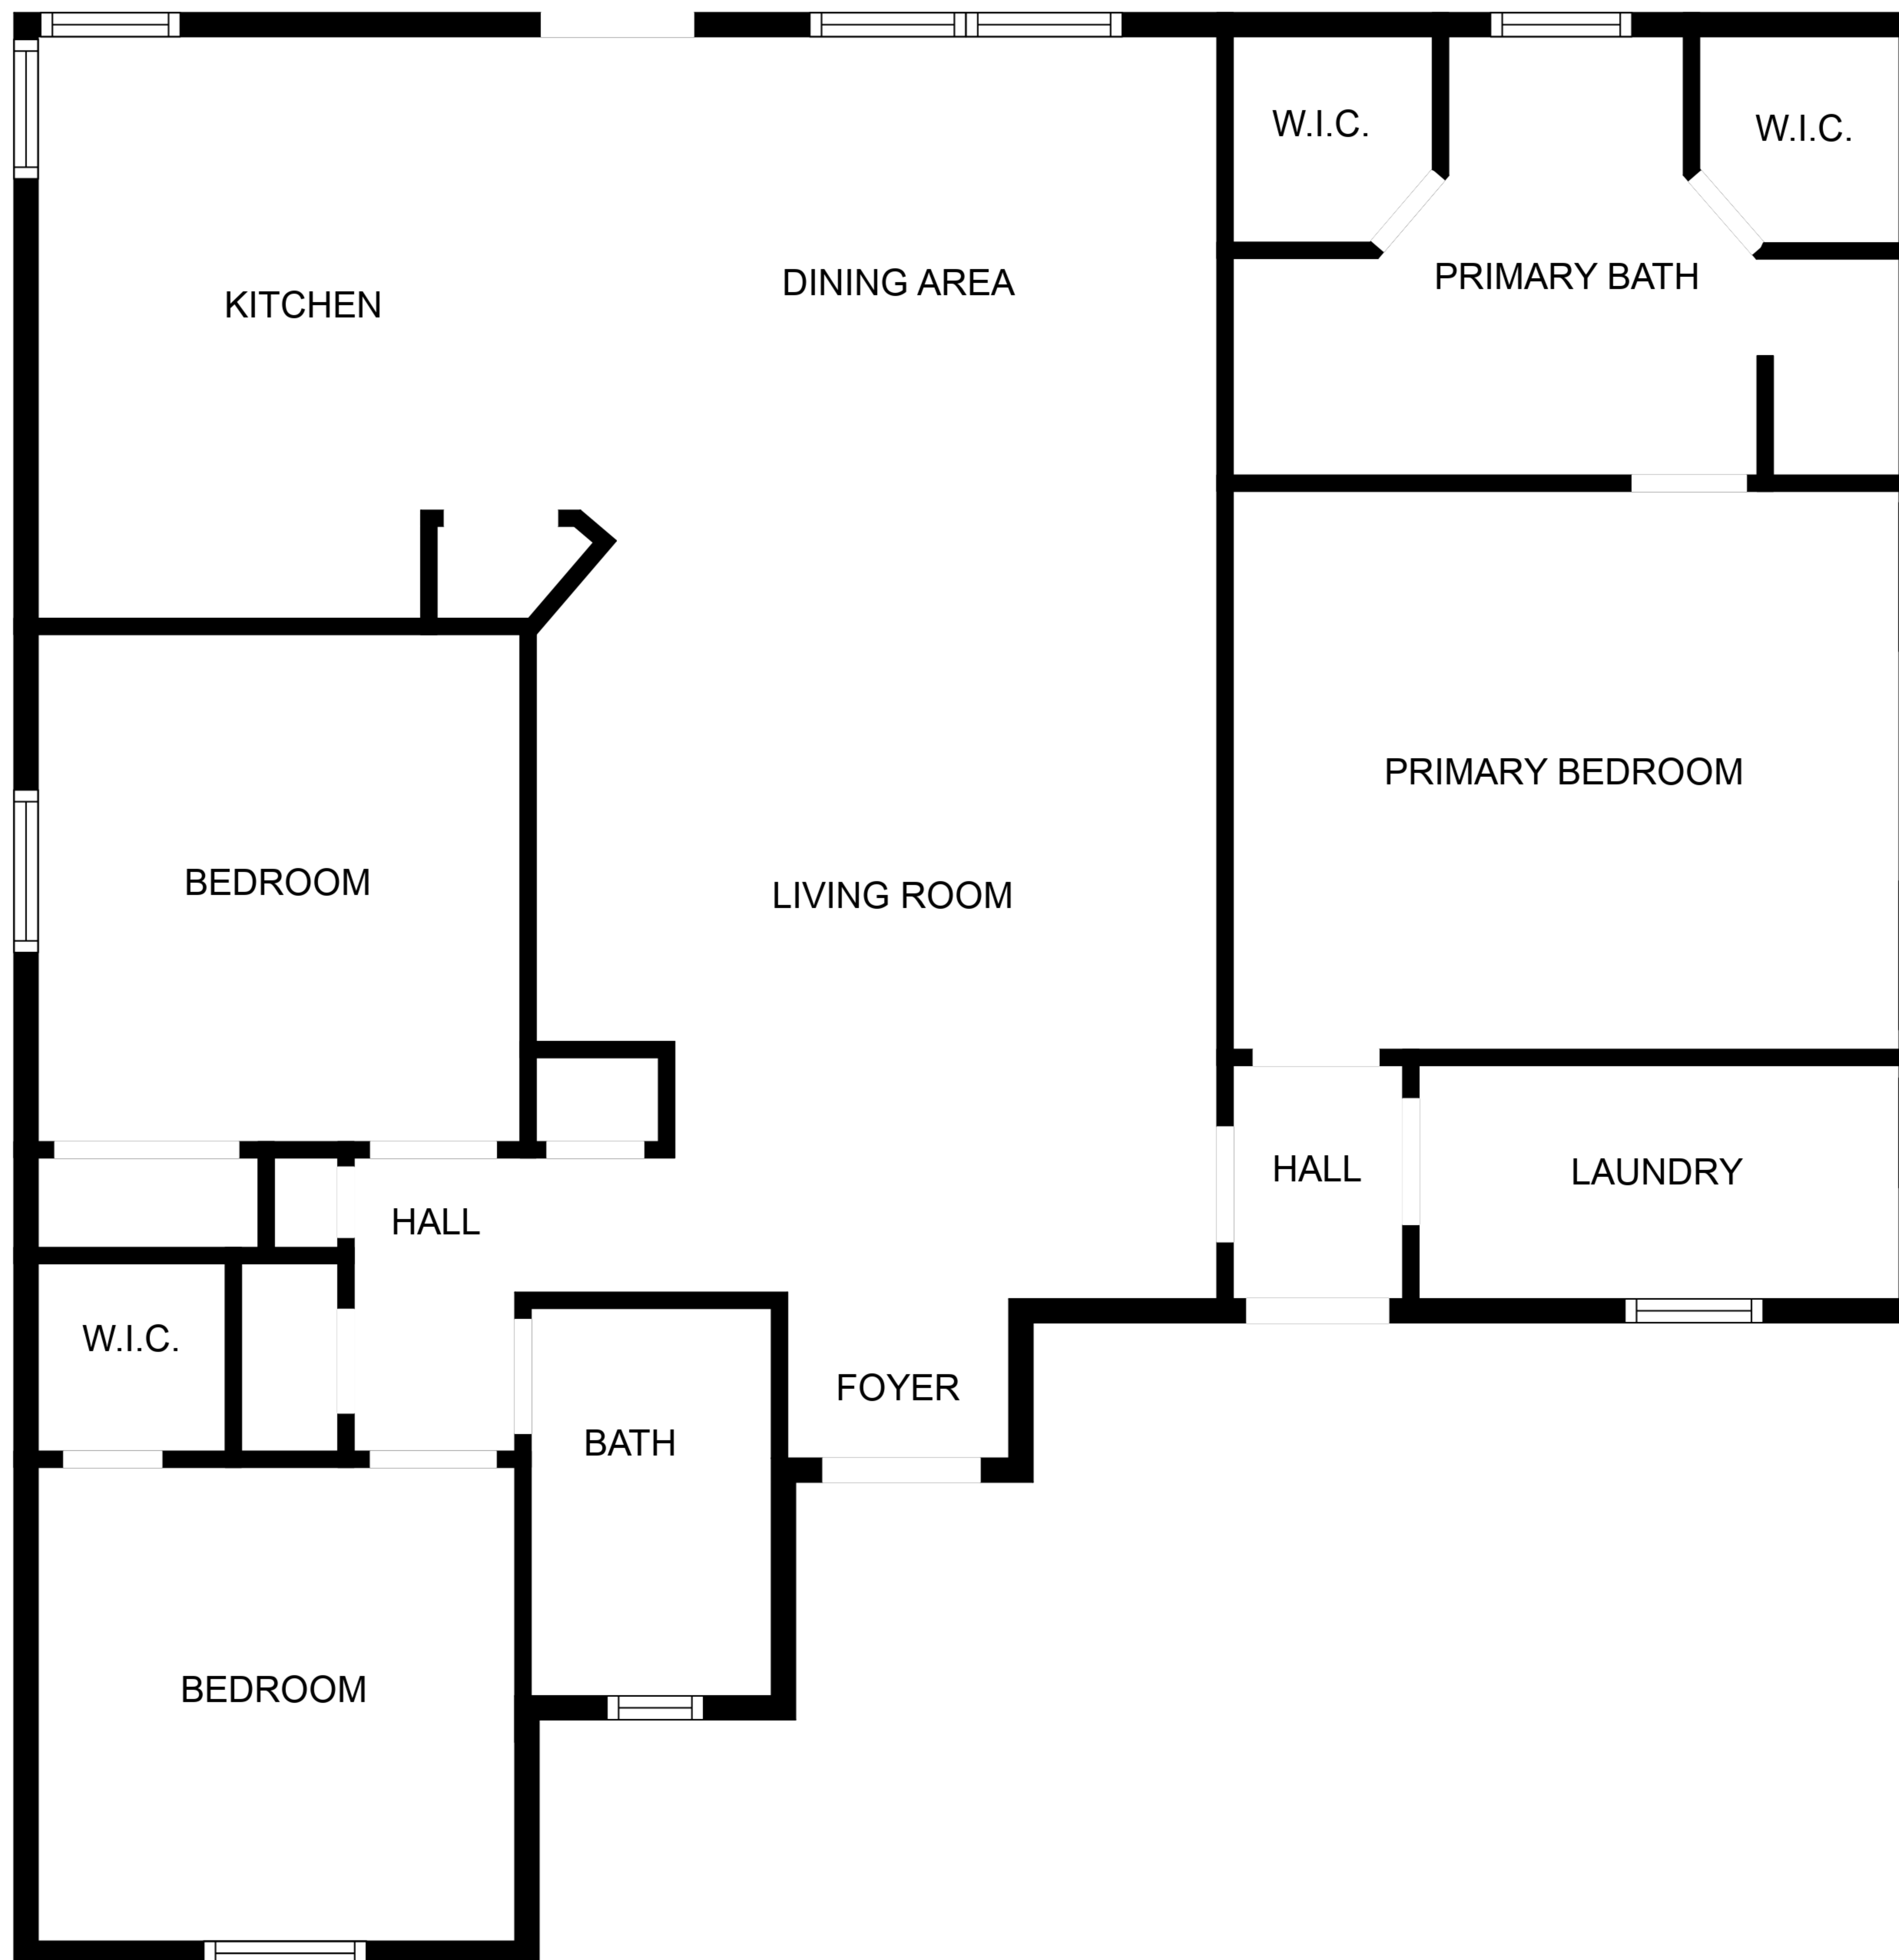 W.I.C.
W.I.C.
PRIMARY BATH
DINING AREA
KITCHEN
PRIMARY BEDROOM
BEDROOM
LIVING ROOM
HALL
LAUNDRY
HALL
W.I.C.
FOYER
BATH
BEDROOM